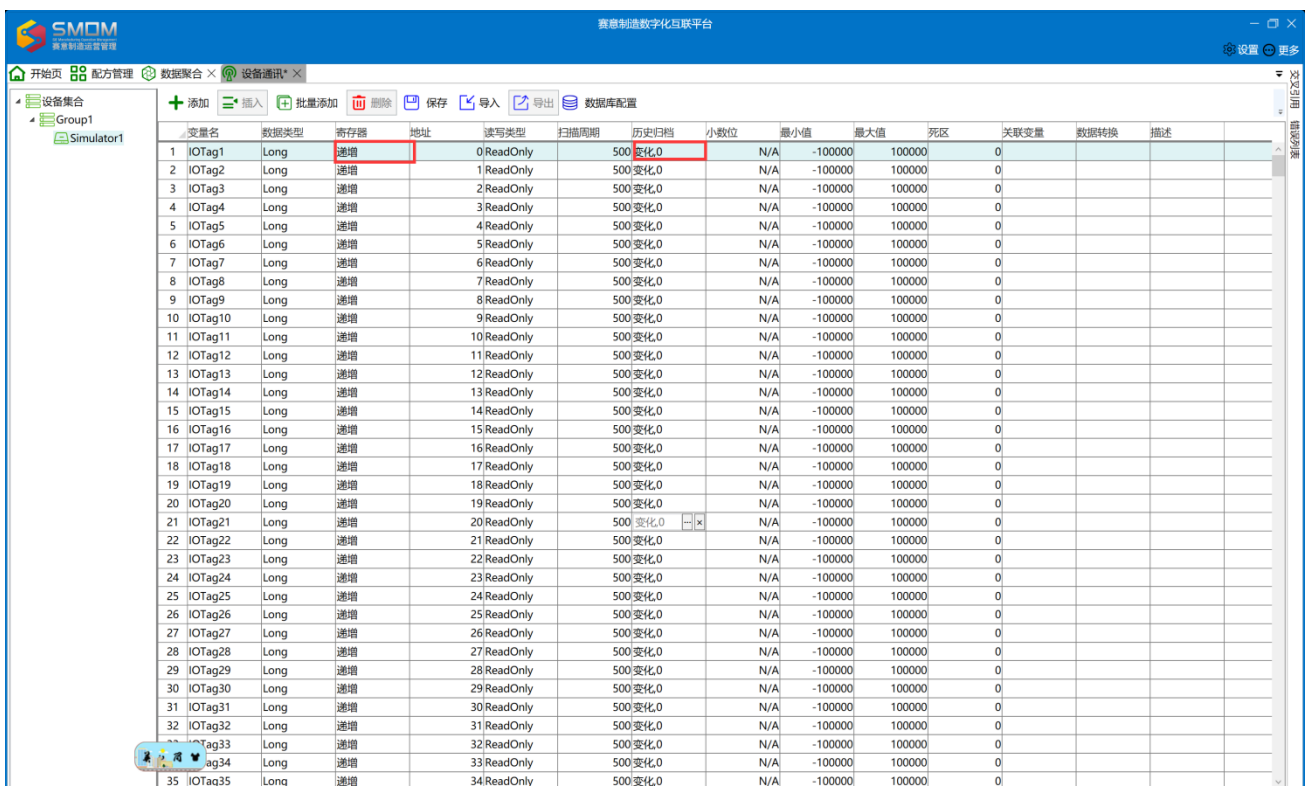 SMOM
赛意制造运营管理
赛意制造数字化互联平台
设置 更多
开始页 配方管理 数据聚合 设备通讯*
交叉引用
错误列表
设备集合
Group1
Simulator1
添加 插入 批量添加 删除 保存 导入 导出 数据库配置
变量名 数据类型 寄存器 地址 读写类型 扫描周期 历史归档 小数位 最小值 最大值 死区 关联变量 数据转换 描述
1 IOTag1 Long 递增 0 ReadOnly 500 变化,0 N/A -100000 100000 0
2 IOTag2 Long 递增 1 ReadOnly 500 变化,0 N/A -100000 100000 0
3 IOTag3 Long 递增 2 ReadOnly 500 变化,0 N/A -100000 100000 0
4 IOTag4 Long 递增 3 ReadOnly 500 变化,0 N/A -100000 100000 0
5 IOTag5 Long 递增 4 ReadOnly 500 变化,0 N/A -100000 100000 0
6 IOTag6 Long 递增 5 ReadOnly 500 变化,0 N/A -100000 100000 0
7 IOTag7 Long 递增 6 ReadOnly 500 变化,0 N/A -100000 100000 0
8 IOTag8 Long 递增 7 ReadOnly 500 变化,0 N/A -100000 100000 0
9 IOTag9 Long 递增 8 ReadOnly 500 变化,0 N/A -100000 100000 0
10 IOTag10 Long 递增 9 ReadOnly 500 变化,0 N/A -100000 100000 0
11 IOTag11 Long 递增 10 ReadOnly 500 变化,0 N/A -100000 100000 0
12 IOTag12 Long 递增 11 ReadOnly 500 变化,0 N/A -100000 100000 0
13 IOTag13 Long 递增 12 ReadOnly 500 变化,0 N/A -100000 100000 0
14 IOTag14 Long 递增 13 ReadOnly 500 变化,0 N/A -100000 100000 0
15 IOTag15 Long 递增 14 ReadOnly 500 变化,0 N/A -100000 100000 0
16 IOTag16 Long 递增 15 ReadOnly 500 变化,0 N/A -100000 100000 0
17 IOTag17 Long 递增 16 ReadOnly 500 变化,0 N/A -100000 100000 0
18 IOTag18 Long 递增 17 ReadOnly 500 变化,0 N/A -100000 100000 0
19 IOTag19 Long 递增 18 ReadOnly 500 变化,0 N/A -100000 100000 0
20 IOTag20 Long 递增 19 ReadOnly 500 变化,0 N/A -100000 100000 0
21 IOTag21 Long 递增 20 ReadOnly 500 变化,0 ... × N/A -100000 100000 0
22 IOTag22 Long 递增 21 ReadOnly 500 变化,0 N/A -100000 100000 0
23 IOTag23 Long 递增 22 ReadOnly 500 变化,0 N/A -100000 100000 0
24 IOTag24 Long 递增 23 ReadOnly 500 变化,0 N/A -100000 100000 0
25 IOTag25 Long 递增 24 ReadOnly 500 变化,0 N/A -100000 100000 0
26 IOTag26 Long 递增 25 ReadOnly 500 变化,0 N/A -100000 100000 0
27 IOTag27 Long 递增 26 ReadOnly 500 变化,0 N/A -100000 100000 0
28 IOTag28 Long 递增 27 ReadOnly 500 变化,0 N/A -100000 100000 0
29 IOTag29 Long 递增 28 ReadOnly 500 变化,0 N/A -100000 100000 0
30 IOTag30 Long 递增 29 ReadOnly 500 变化,0 N/A -100000 100000 0
31 IOTag31 Long 递增 30 ReadOnly 500 变化,0 N/A -100000 100000 0
32 IOTag32 Long 递增 31 ReadOnly 500 变化,0 N/A -100000 100000 0
Tag33 Long 递增 32 ReadOnly 500 变化,0 N/A -100000 100000 0
ag34 Long 递增 33 ReadOnly 500 变化,0 N/A -100000 100000 0
35 IOTag35 Long 递增 34 ReadOnly 500 变化,0 N/A -100000 100000 0